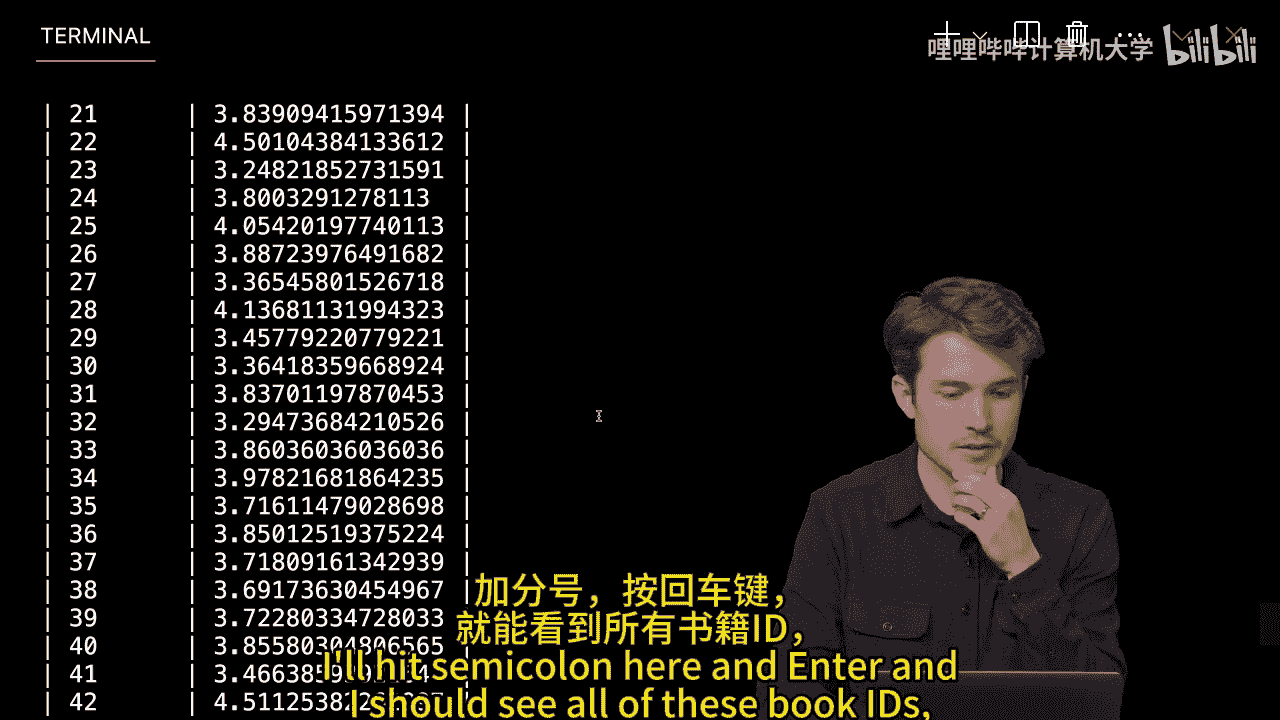 TERMINAL
哔哩哔哔计算机大学 bilibili
| 21 | 3.83909415971394 |
| 22 | 4.50104384133612 |
| 23 | 3.24821852731591 |
| 24 | 3.8003291278113 |
| 25 | 4.05420197740113 |
| 26 | 3.88723976491682 |
| 27 | 3.36545801526718 |
| 28 | 4.13681131994323 |
| 29 | 3.45779220779221 |
| 30 | 3.36418359668924 |
| 31 | 3.83701197870453 |
| 32 | 3.29473684210526 |
| 33 | 3.86036036036036 |
| 34 | 3.97821681864235 |
| 35 | 3.71611479028698 |
| 36 | 3.85012519375224 |
| 37 | 3.71809161342939 |
| 38 | 3.69173630454967 |
| 39 | 3.72280334728033 |
| 40 | 3.85580304806565 |
| 41 |
| 42 |
加分号，按回车键，
就能看到所有书籍ID，
I'll hit semicolon here and Enter and
I should see all of these book IDs,